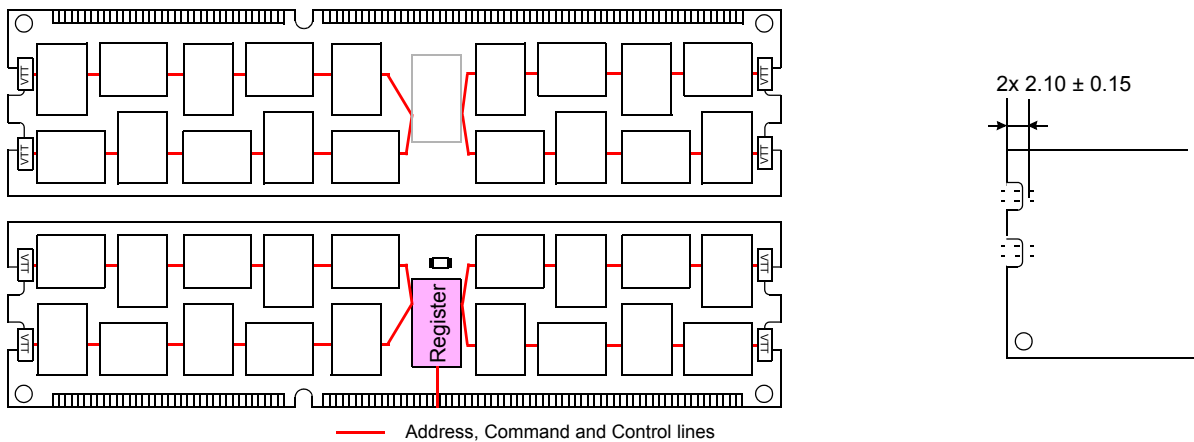 VTT
VTT
VTT
VTT
2x 2.10 ± 0.15
VTT
VTT
Register
VTT
VTT
Address, Command and Control lines